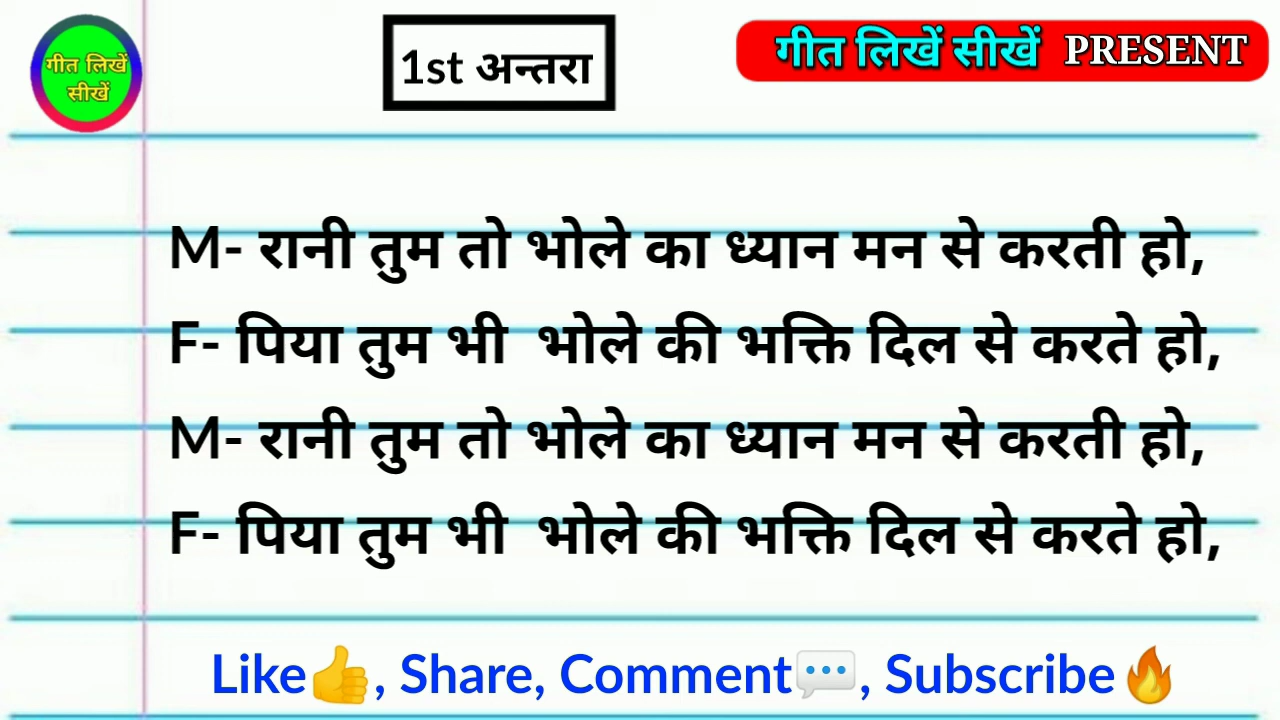 गीत लिखें
सीखें
1st अन्तरा
गीत लिखें सीखें PRESENT
M- रानी तुम तो भोले का ध्यान मन से करती हो,
F- पिया तुम भी भोले की भक्ति दिल से करते हो,
M- रानी तुम तो भोले का ध्यान मन से करती हो,
F- पिया तुम भी भोले की भक्ति दिल से करते हो,
Like👍, Share, Comment💬, Subscribe🔥